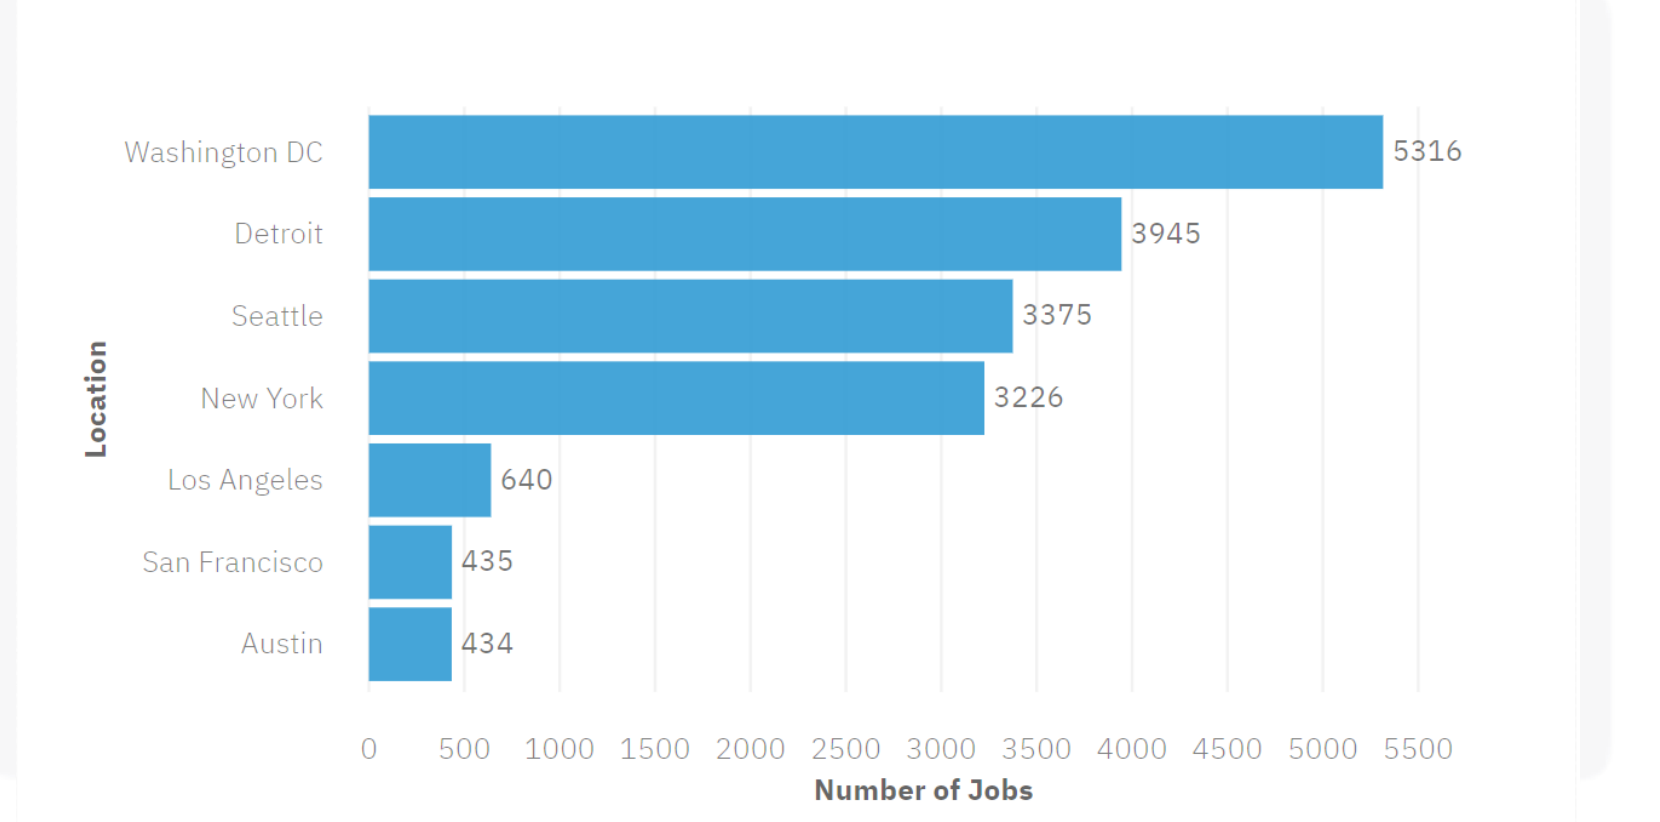 Washington DC 5316
Detroit 3945
Seattle 3375
New York 3226
Los Angeles 640
San Francisco 435
Austin 434
Location
0 500 1000 1500 2000 2500 3000 3500 4000 4500 5000 5500
Number of Jobs